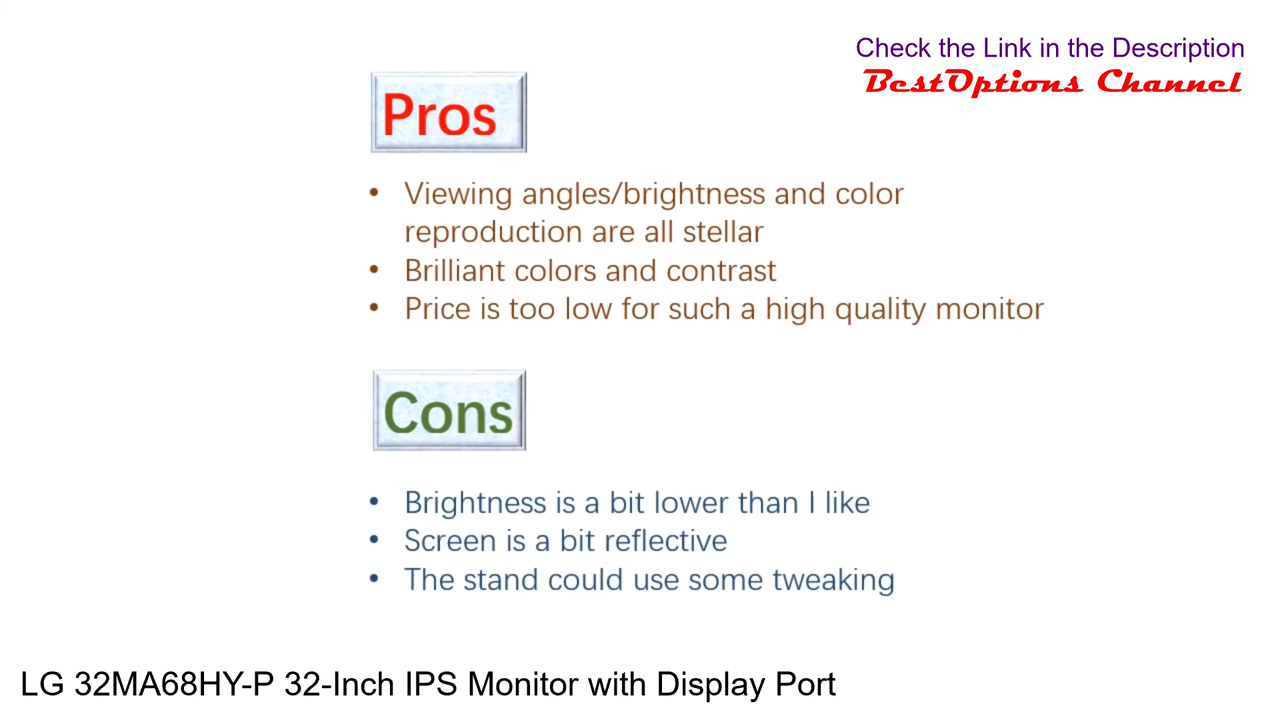 Check the Link in the Description
BestOptions Channel
Pros
• Viewing angles/brightness and color
reproduction are all stellar
• Brilliant colors and contrast
• Price is too low for such a high quality monitor
Cons
• Brightness is a bit lower than I like
• Screen is a bit reflective
• The stand could use some tweaking
LG 32MA68HY-P 32-Inch IPS Monitor with Display Port